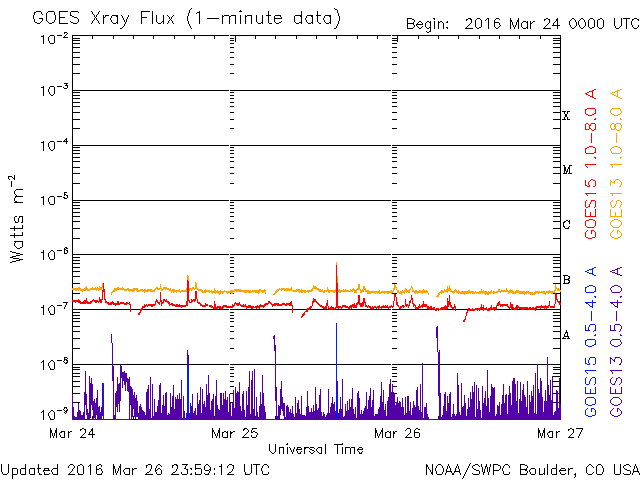 GOES Xray Flux (1-minute data)
Begin: 2016 Mar 24 0000 UTC
10-2
10-3
10-4
10-5
10-6
10-7
10-8
10-9
Watts m-2
X
M
C
B
A
GOES15 1.0-8.0 A
GOES13 1.0-8.0 A
GOES15 0.5-4.0 A
GOES13 0.5-4.0 A
Mar 24 Mar 25 Mar 26 Mar 27
Universal Time
Updated 2016 Mar 26 23:59:12 UTC
NOAA/SWPC Boulder, CO USA